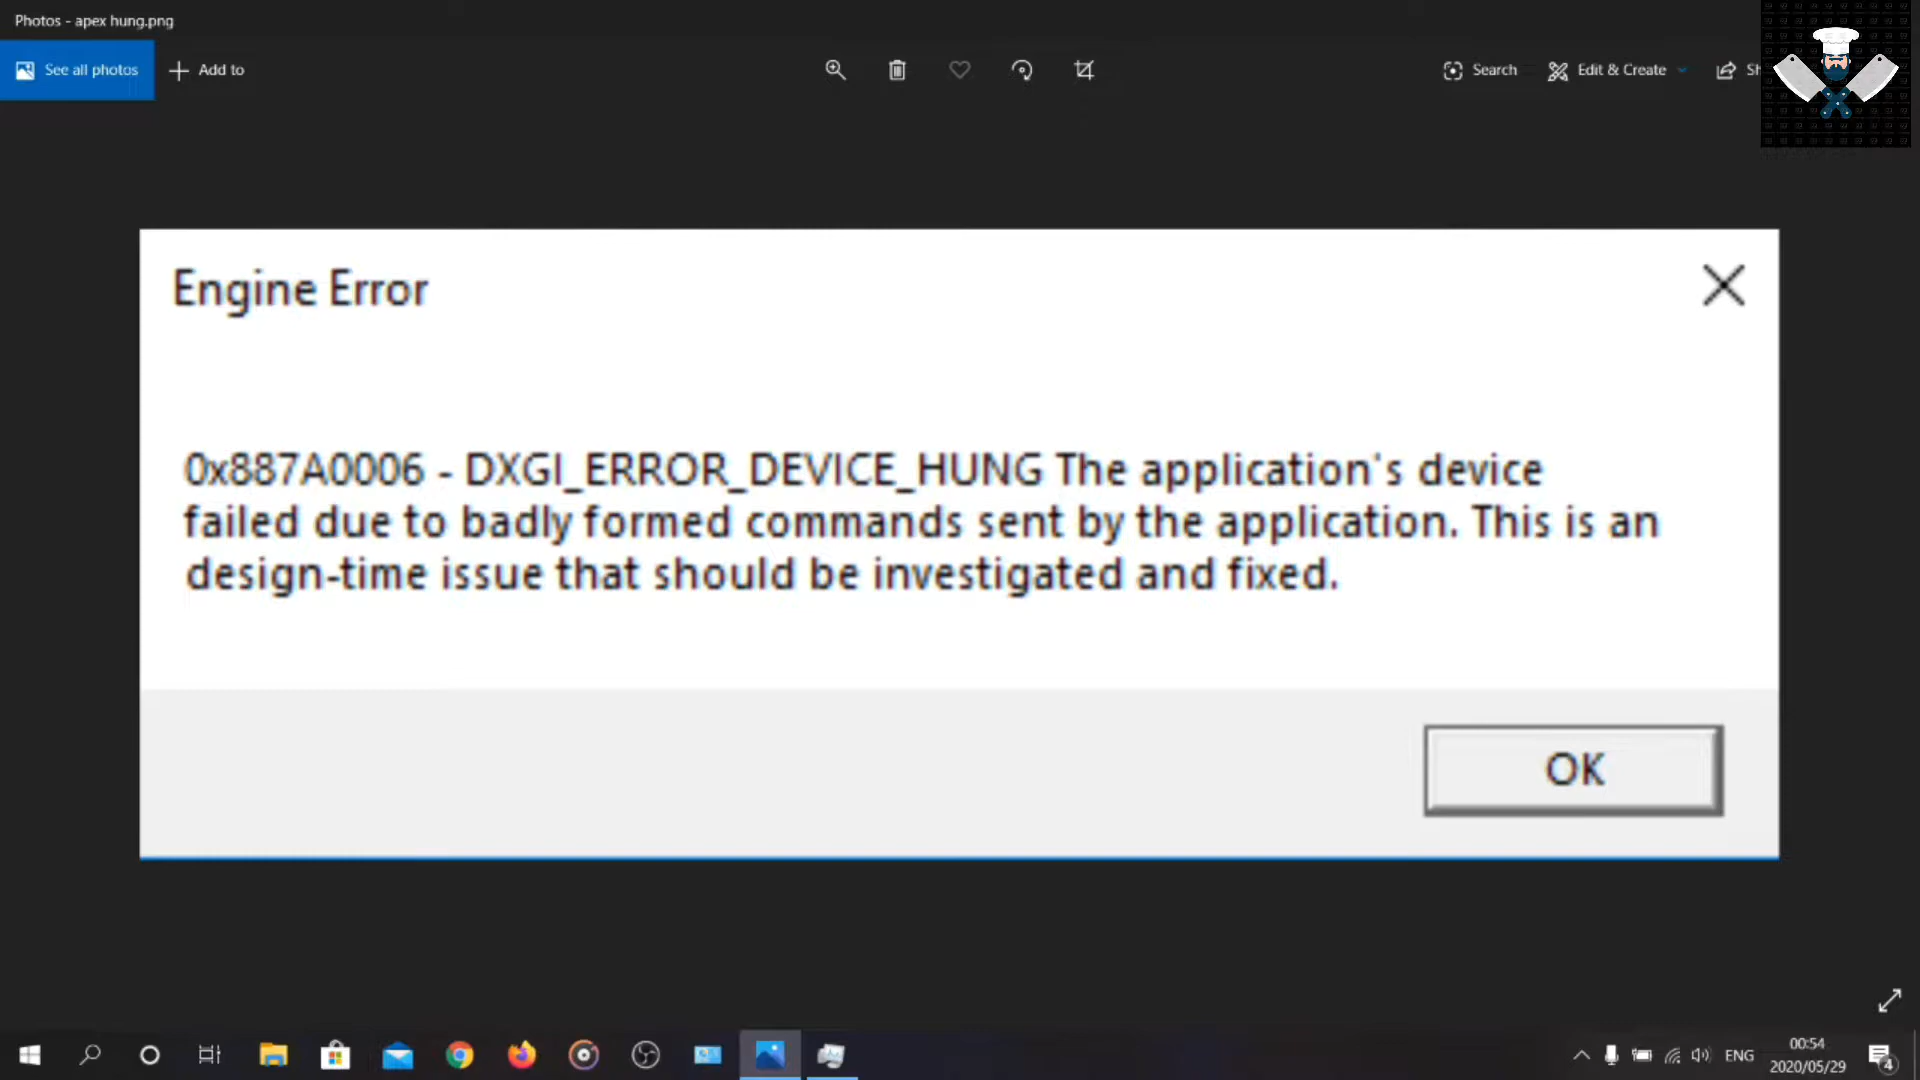 Photos - apex hung.png
See all photos
Add to
Search
Edit & Create
Sh
Engine Error
0x887A0006 - DXGI_ERROR_DEVICE_HUNG The application's device
failed due to badly formed commands sent by the application. This is an
design-time issue that should be investigated and fixed.
OK
ENG
00:54
2020/05/29
4